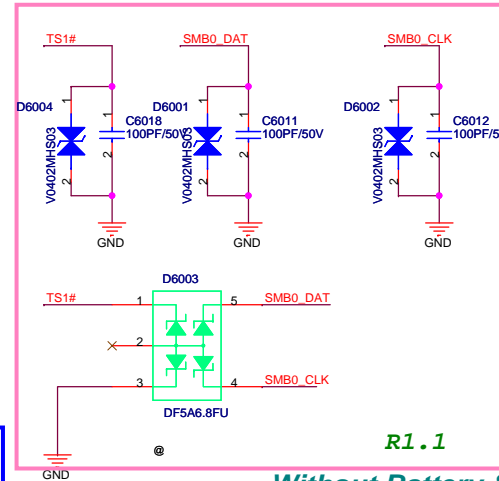 TS1# SMB0_DAT SMB0_CLK
D6004 D6001 D6002
1 1 1 1 1 1
C6018 C6011 C6012
100PF/50V 100PF/50V 100PF/5
V0402MHS03 V0402MHS03 V0402MHS03
2 2 2 2 2 2
GND GND GND
D6003
TS1# 1 5 SMB0_DAT
2
3 4 SMB0_CLK
DF5A6.8FU
@
R1.1
GND
Without Battery